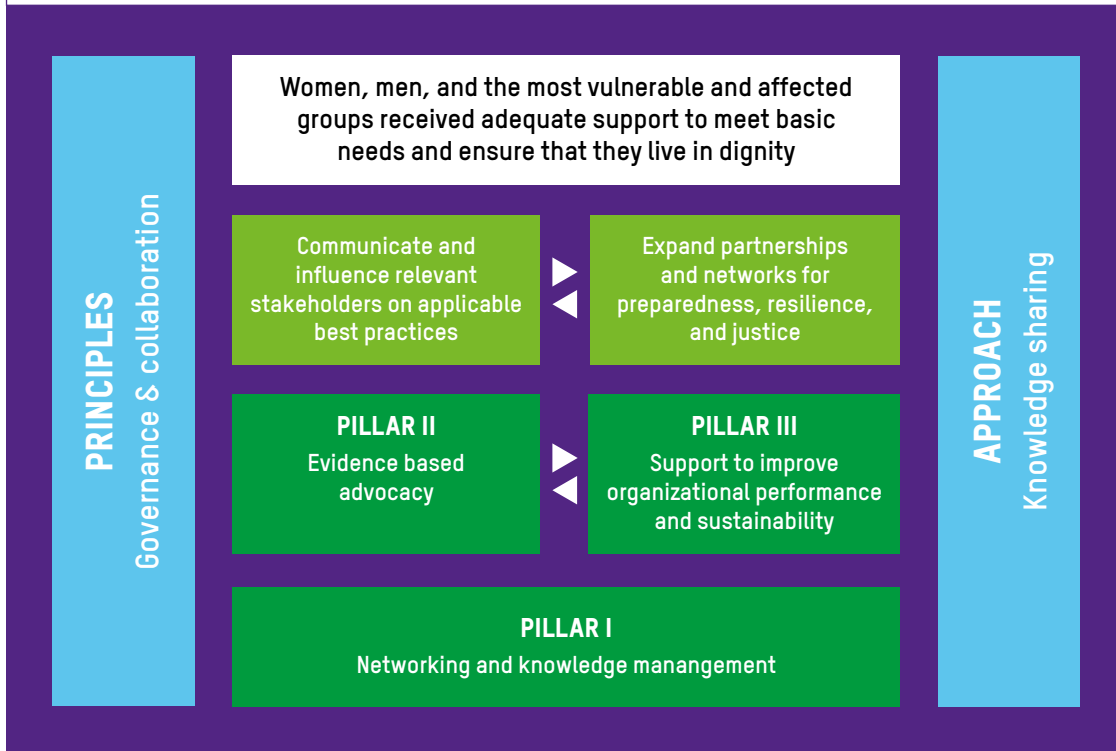 PRINCIPLES
Governance & collaboration
Women, men, and the most vulnerable and affected
groups received adequate support to meet basic
needs and ensure that they live in dignity
Communicate and
influence relevant
stakeholders on applicable
best practices
Expand partnerships
and networks for
preparedness, resilience,
and justice
PILLAR II
Evidence based
advocacy
PILLAR III
Support to improve
organizational performance
and sustainability
PILLAR I
Networking and knowledge manangement
APPROACH
Knowledge sharing